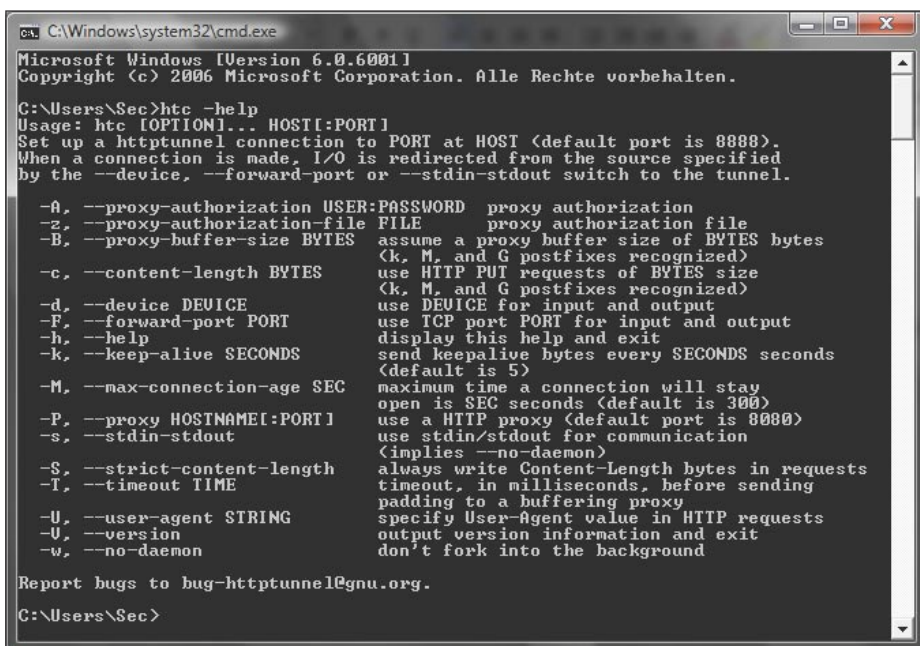 C:\Windows\system32\cmd.exe
Microsoft Windows [Version 6.0.6001]
Copyright (c) 2006 Microsoft Corporation. Alle Rechte vorbehalten.
C:\Users\Sec>htc -help
Usage: htc [OPTION]... HOST[:PORT]
Set up a httptunnel connection to PORT at HOST (default port is 8888).
When a connection is made, I/O is redirected from the source specified
by the --device, --forward-port or --stdin-stdout switch to the tunnel.
-A, --proxy-authorization USER:PASSWORD  proxy authorization
-z, --proxy-authorization-file FILE      proxy authorization file
-B, --proxy-buffer-size BYTES  assume a proxy buffer size of BYTES bytes
(k, M, and G postfixes recognized)
-c, --content-length BYTES     use HTTP PUT requests of BYTES size
(k, M, and G postfixes recognized)
-d, --device DEVICE            use DEVICE for input and output
-F, --forward-port PORT        use TCP port PORT for input and output
-h, --help                     display this help and exit
-k, --keep-alive SECONDS       send keepalive bytes every SECONDS seconds
(default is 5)
-M, --max-connection-age SEC   maximum time a connection will stay
open is SEC seconds (default is 300)
-P, --proxy HOSTNAME[:PORT]    use a HTTP proxy (default port is 8080)
-s, --stdin-stdout             use stdin/stdout for communication
(implies --no-daemon)
-S, --strict-content-length    always write Content-Length bytes in requests
-T, --timeout TIME             timeout, in milliseconds, before sending
padding to a buffering proxy
-U, --user-agent STRING        specify User-Agent value in HTTP requests
-V, --version                  output version information and exit
-w, --no-daemon                don't fork into the background
Report bugs to bug-httptunnel@gnu.org.
C:\Users\Sec>